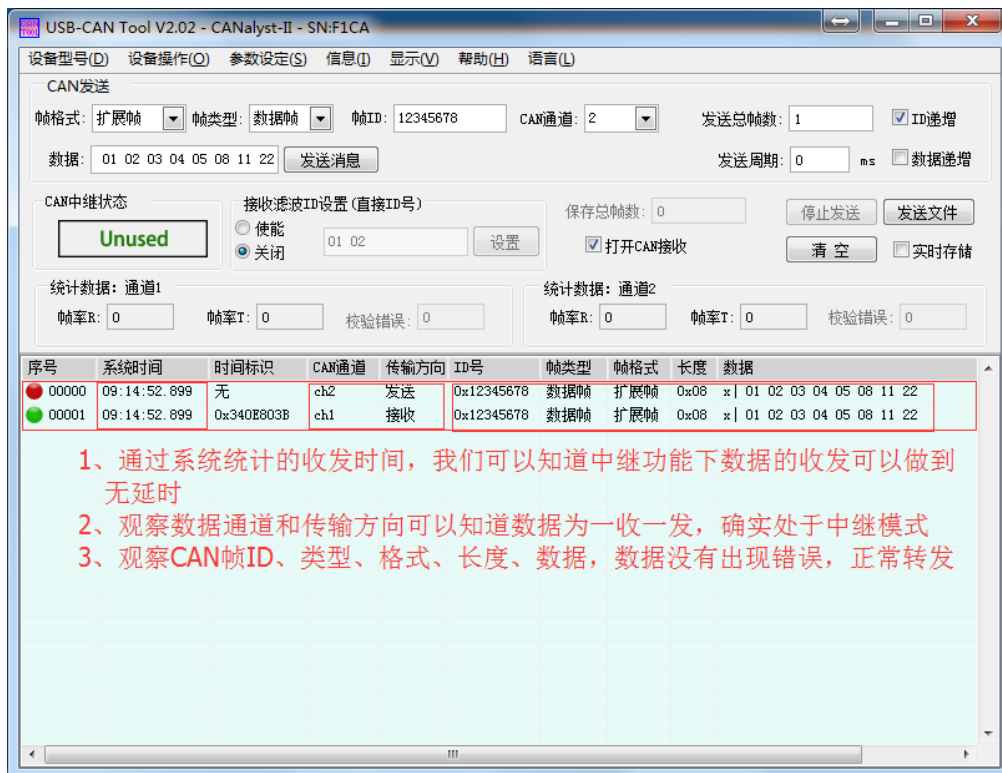 USB-CAN Tool V2.02 - CANalyst-II - SN:F1CA
设备型号(D) 设备操作(O) 参数设定(S) 信息(I) 显示(V) 帮助(H) 语言(L)
CAN发送
帧格式: 扩展帧 帧类型: 数据帧 帧ID: 12345678 CAN通道: 2 发送总帧数: 1 ID递增
数据: 01 02 03 04 05 08 11 22 发送消息 发送周期: 0 ms 数据递增
CAN中继状态
Unused
接收滤波ID设置(直接ID号)
使能
关闭
01 02 设置
保存总帧数: 0 停止发送 发送文件
打开CAN接收 清空 实时存储
统计数据: 通道1
帧率R: 0 帧率T: 0 校验错误: 0
统计数据: 通道2
帧率R: 0 帧率T: 0 校验错误: 0
序号 系统时间 时间标识 CAN通道 传输方向 ID号 帧类型 帧格式 长度 数据
00000 09:14:52.899 无 ch2 发送 0x12345678 数据帧 扩展帧 0x08 x| 01 02 03 04 05 08 11 22
00001 09:14:52.899 0x340E803B ch1 接收 0x12345678 数据帧 扩展帧 0x08 x| 01 02 03 04 05 08 11 22
1、通过系统统计的收发时间，我们可以知道中继功能下数据的收发可以做到
无延时
2、观察数据通道和传输方向可以知道数据为一收一发，确实处于中继模式
3、观察CAN帧ID、类型、格式、长度、数据，数据没有出现错误，正常转发